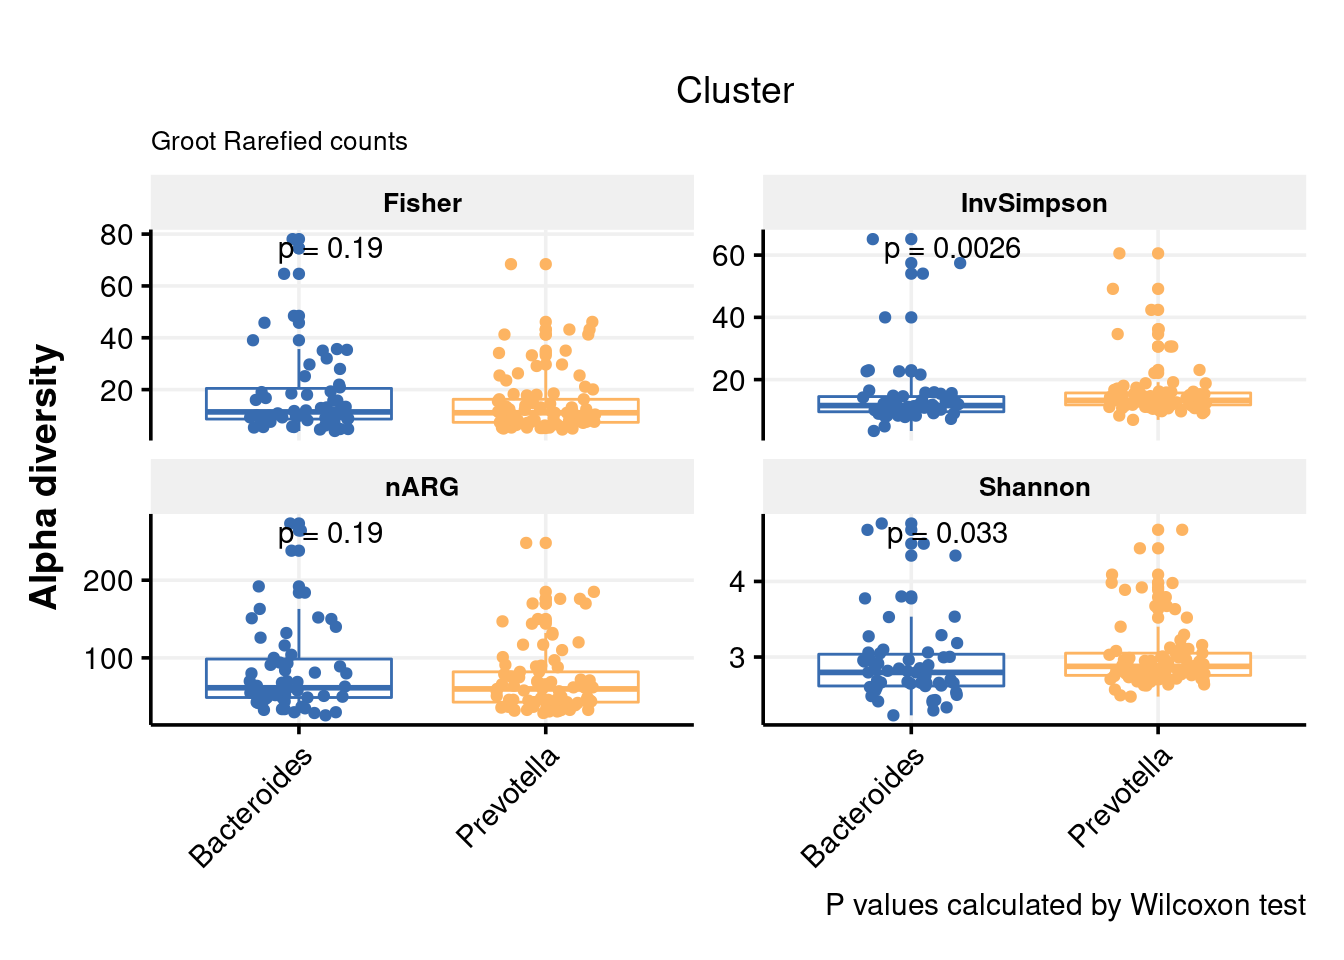 Cluster
Groot Rarefied counts
Fisher
InvSimpson
80
60
40
20
p = 0.19
60
40
20
p = 0.0026
Alpha diversity
nARG
Shannon
200
100
p = 0.19
4
3
p = 0.033
Bacteroides
Prevotella
Bacteroides
Prevotella
P values calculated by Wilcoxon test